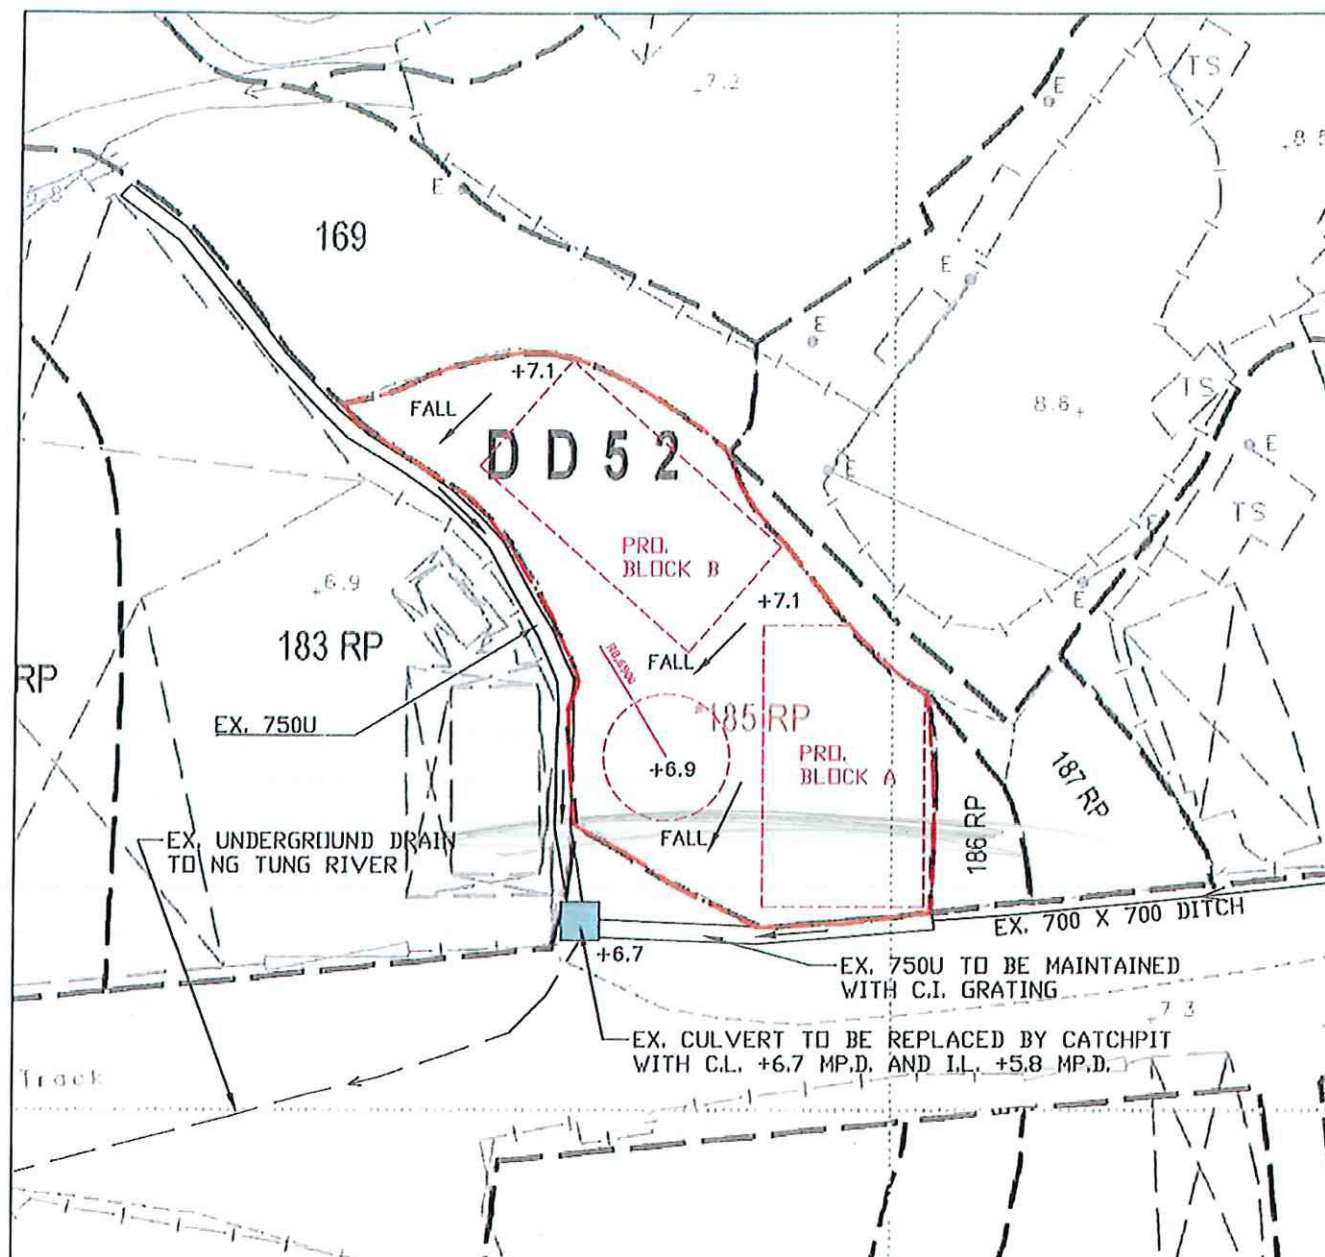 7.2
TS
E
8.5
E
169
E
E
+7.1
FALL
8.6
TS
DD52
E
E
TS
PRO.
BLOCK B
6.9
+7.1
E
183 RP
FALL
RP
185 RP
EX. 750U
+6.9
PRO.
BLOCK A
187 RP
186 RP
FALL
EX. UNDERGROUND DRAIN
TO NG TUNG RIVER
EX. 700 X 700 DITCH
+6.7
EX. 750U TO BE MAINTAINED
WITH C.I. GRATING
7.3
EX. CULVERT TO BE REPLACED BY CATCHPIT
WITH C.L. +6.7 MP.D. AND I.L. +5.8 MP.D.
Track